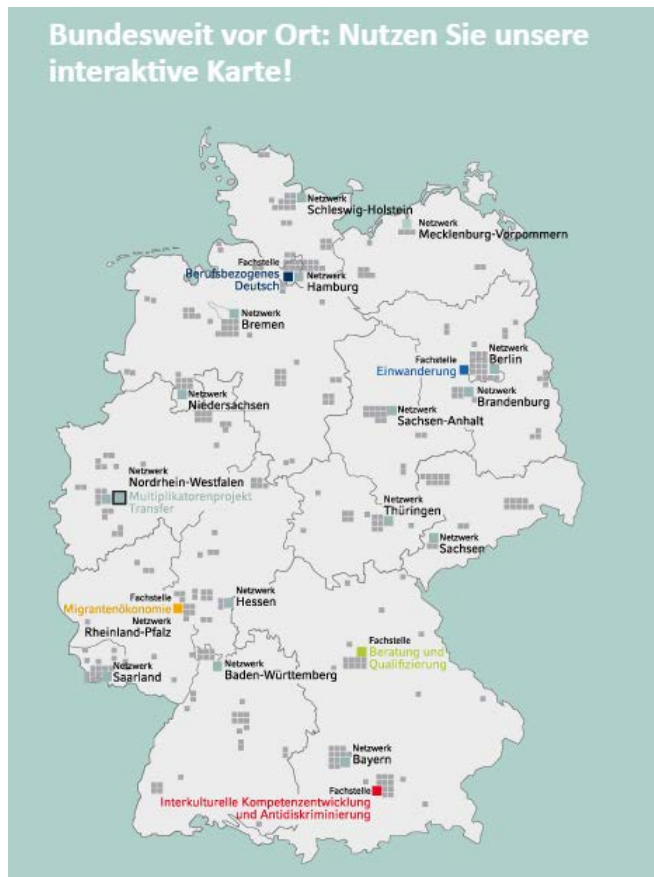 Bundesweit vor Ort: Nutzen Sie unsere
interaktive Karte!
Netzwerk
Schleswig-Holstein
Netzwerk
Mecklenburg-Vorpommern
Fachstelle
Berufsbezogenes
Deutsch
Netzwerk
Hamburg
Netzwerk
Bremen
Netzwerk
Berlin
Fachstelle
Einwanderung
Netzwerk
Brandenburg
Netzwerk
Niedersachsen
Netzwerk
Sachsen-Anhalt
Netzwerk
Nordrhein-Westfalen
Multiplikatorenprojekt
Transfer
Netzwerk
Thüringen
Netzwerk
Sachsen
Fachstelle
Migrantenökonomie
Netzwerk
Rheinland-Pfalz
Netzwerk
Hessen
Fachstelle
Beratung und
Qualifizierung
Netzwerk
Saarland
Netzwerk
Baden-Württemberg
Netzwerk
Bayern
Fachstelle
Interkulturelle Kompetenzentwicklung
und Antidiskriminierung